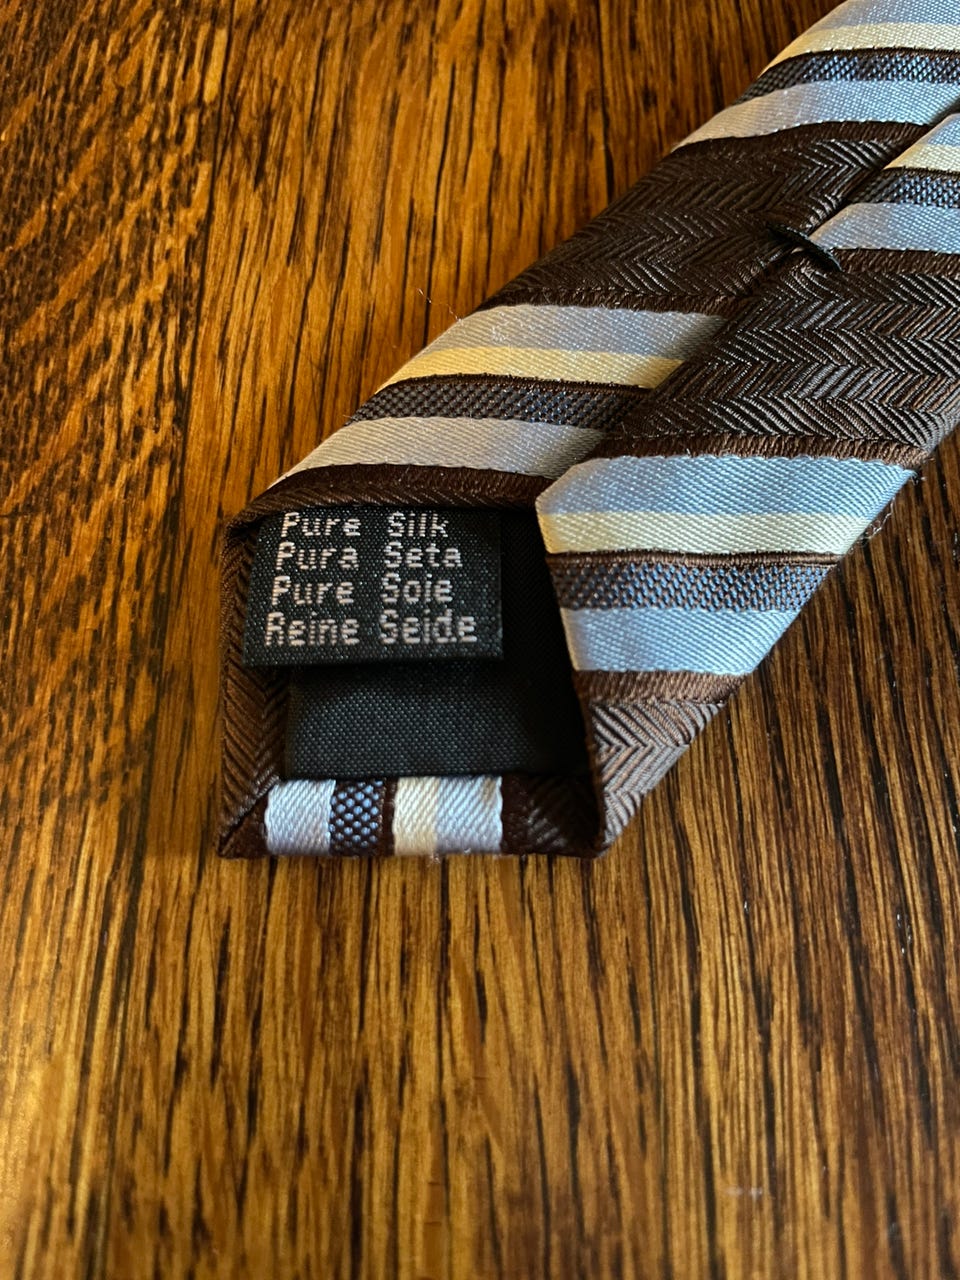 Pure Silk
Pura Seta
Pure Soie
Reine Seide